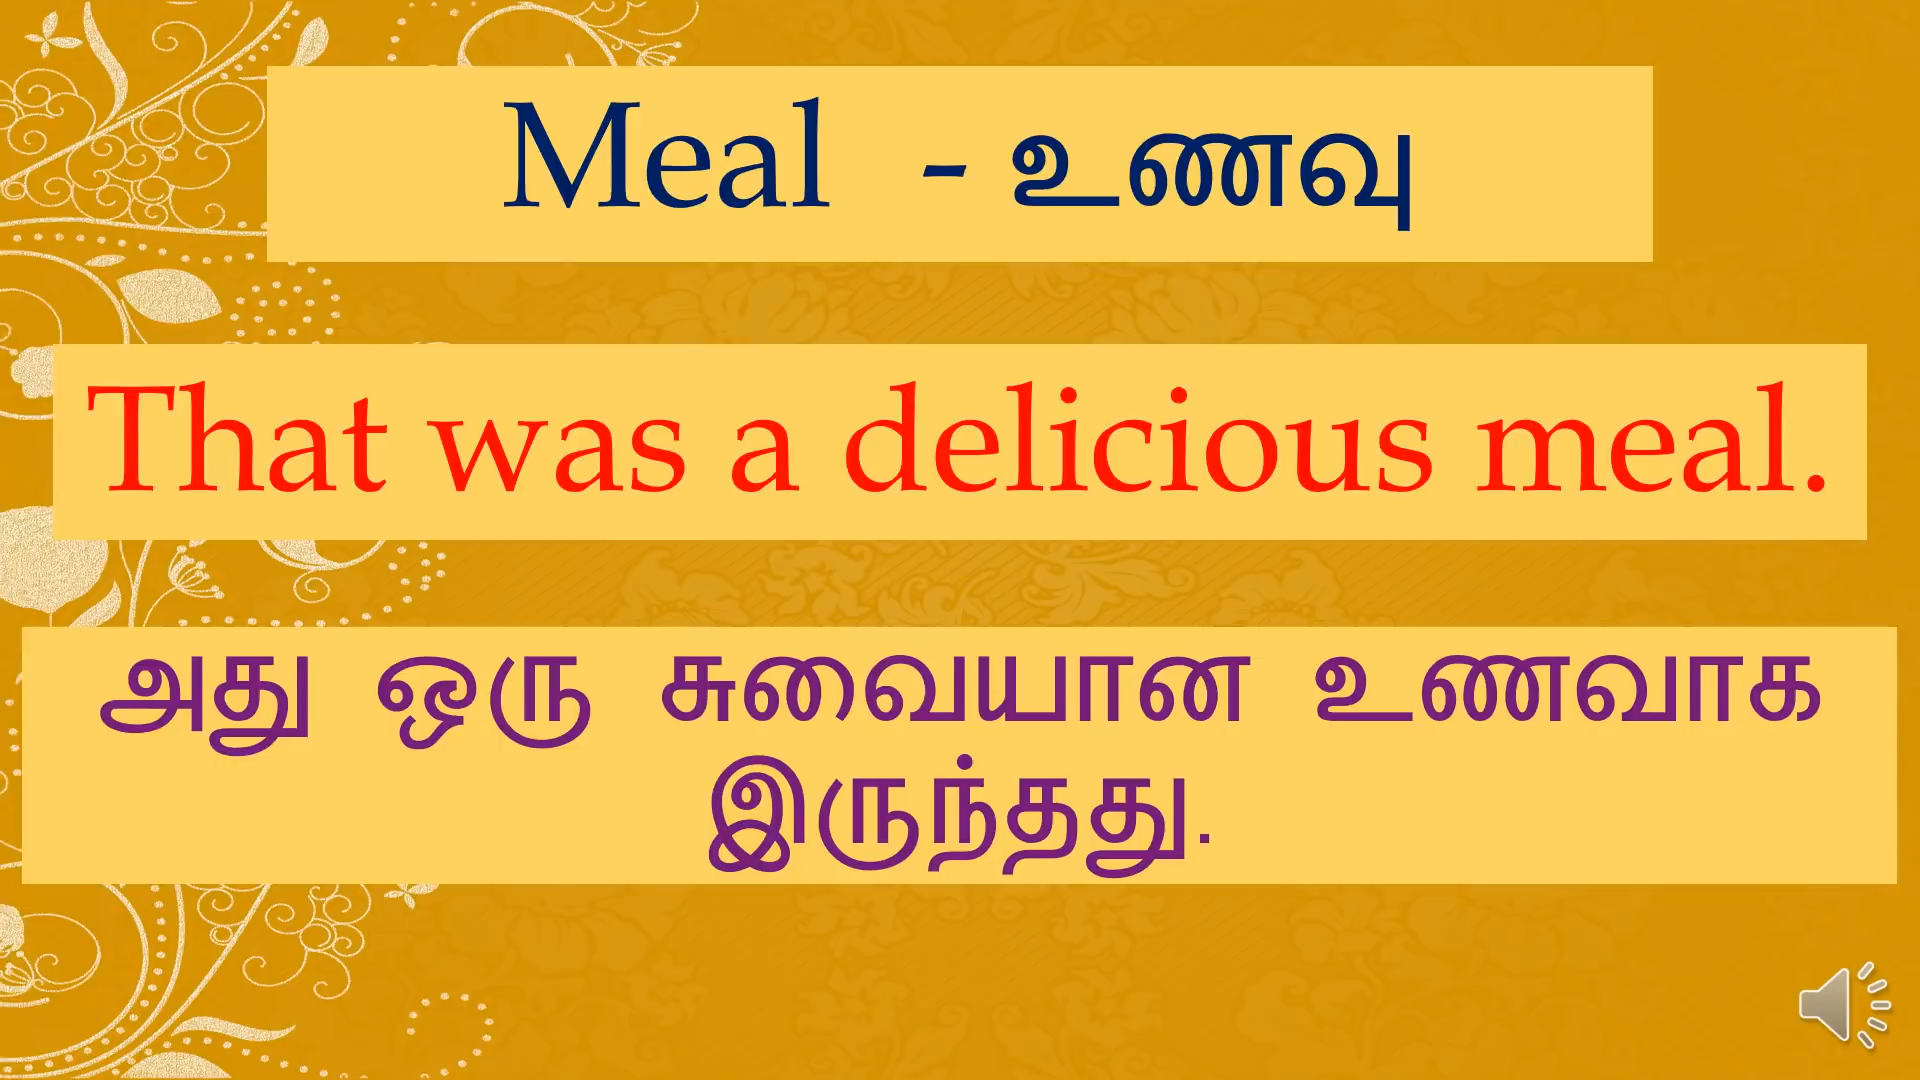 Meal - உணவு
That was a delicious meal.
அது ஒரு சுவையான உணவாக
இருந்தது.